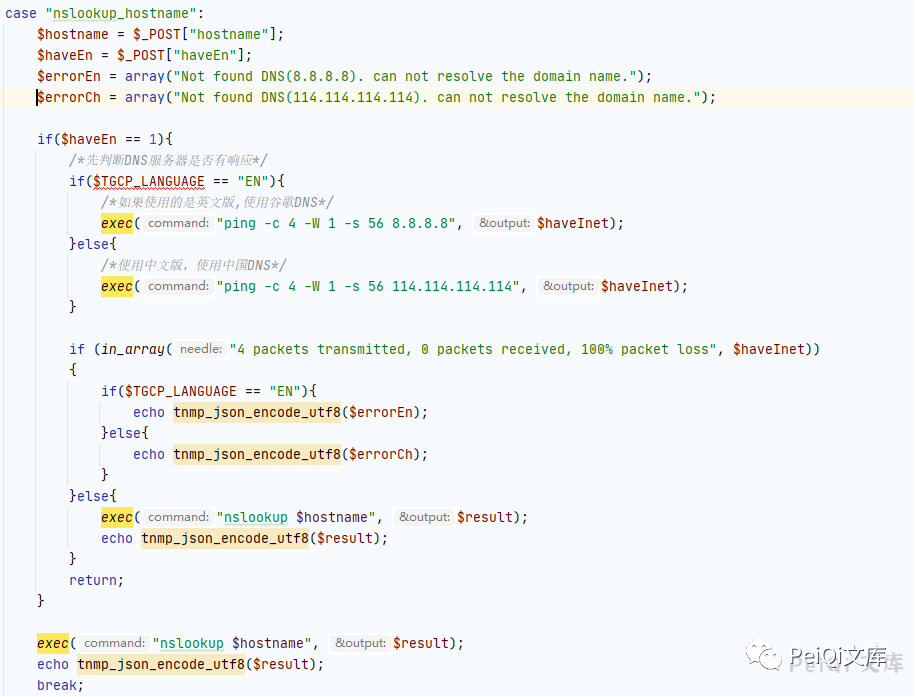 case "nslookup_hostname":
$hostname = $_POST["hostname"];
$haveEn = $_POST["haveEn"];
$errorEn = array("Not found DNS(8.8.8.8). can not resolve the domain name.");
$errorCh = array("Not found DNS(114.114.114.114). can not resolve the domain name.");
if($haveEn == 1){
/*先判断DNS服务器是否有响应*/
if($TGCP_LANGUAGE == "EN"){
/*如果使用的是英文版,使用谷歌DNS*/
exec( command: "ping -c 4 -W 1 -s 56 8.8.8.8", &output: $haveInet);
}else{
/*使用中文版，使用中国DNS*/
exec( command: "ping -c 4 -W 1 -s 56 114.114.114.114", &output: $haveInet);
}
if (in_array( needle: "4 packets transmitted, 0 packets received, 100% packet loss", $haveInet))
{
if($TGCP_LANGUAGE == "EN"){
echo tnmp_json_encode_utf8($errorEn);
}else{
echo tnmp_json_encode_utf8($errorCh);
}
}else{
exec( command: "nslookup $hostname", &output: $result);
echo tnmp_json_encode_utf8($result);
}
return;
}
exec( command: "nslookup $hostname", &output: $result);
echo tnmp_json_encode_utf8($result);
break;
PeiQi文库
PeiQi文库